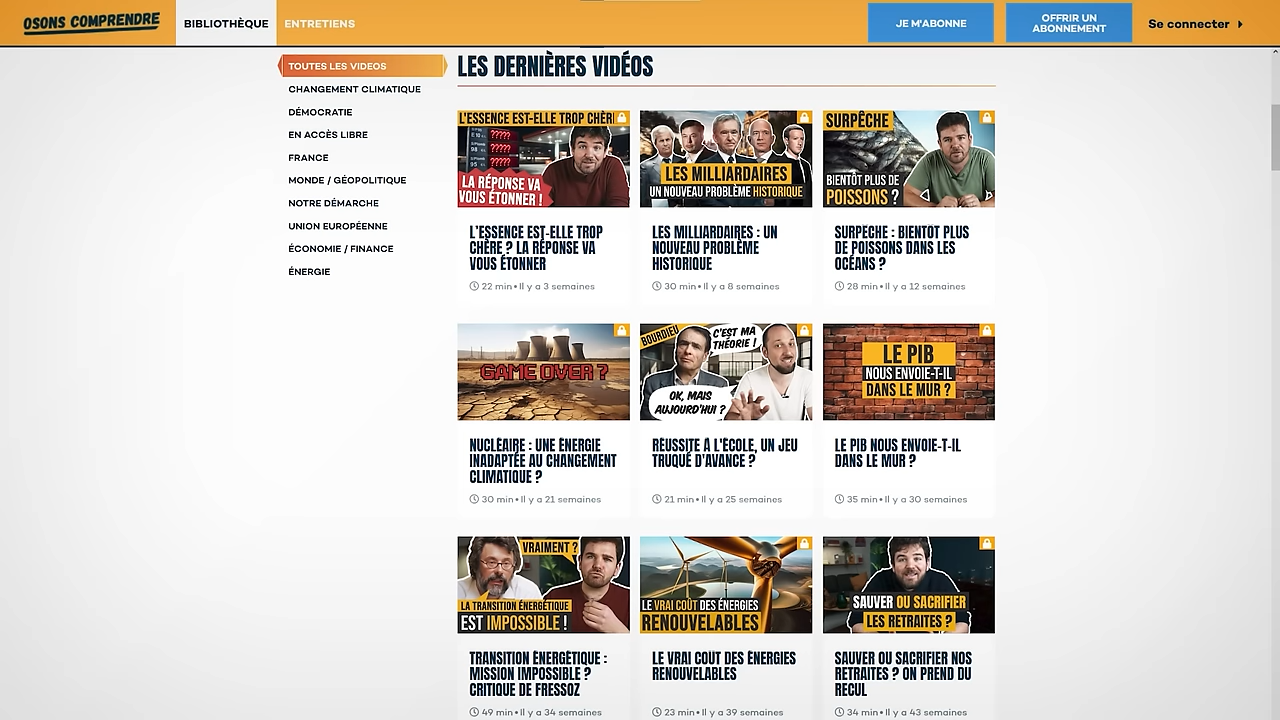 OSONS COMPRENDRE
BIBLIOTHÈQUE
ENTRETIENS
JE M'ABONNE
OFFRIR UN
ABONNEMENT
Se connecter
TOUTES LES VIDEOS
CHANGEMENT CLIMATIQUE
DÉMOCRATIE
EN ACCÈS LIBRE
FRANCE
MONDE / GÉOPOLITIQUE
NOTRE DÉMARCHE
UNION EUROPÉENNE
ÉCONOMIE / FINANCE
ÉNERGIE
LES DERNIÈRES VIDÉOS
L'ESSENCE EST-ELLE TROP CHÈR
?????
?????
?????
LA RÉPONSE VA
VOUS ÉTONNER !
L'ESSENCE EST-ELLE TROP
CHÈRE ? LA RÉPONSE VA
VOUS ÉTONNER
22 min • Il y a 3 semaines
LES MILLIARDAIRES
UN NOUVEAU PROBLÈME HISTORIQUE
LES MILLIARDAIRES : UN
NOUVEAU PROBLÈME
HISTORIQUE
30 min • Il y a 8 semaines
SURPÊCHE
BIENTÔT PLUS DE
POISSONS ?
SURPÊCHE : BIENTÔT PLUS
DE POISSONS DANS LES
OCÉANS ?
28 min • Il y a 12 semaines
GAME OVER ?
NUCLÉAIRE : UNE ÉNERGIE
INADAPTÉE AU CHANGEMENT
CLIMATIQUE ?
30 min • Il y a 21 semaines
BOURDIEU
C'EST MA
THÉORIE !
OK, MAIS
AUJOURD'HUI ?
RÉUSSITE À L'ÉCOLE, UN JEU
TRUQUÉ D'AVANCE ?
21 min • Il y a 25 semaines
LE PIB
NOUS ENVOIE-T-IL
DANS LE MUR ?
LE PIB NOUS ENVOIE-T-IL
DANS LE MUR ?
35 min • Il y a 30 semaines
VRAIMENT ?
LA TRANSITION ÉNERGÉTIQUE
EST IMPOSSIBLE !
TRANSITION ÉNERGÉTIQUE :
MISSION IMPOSSIBLE ?
CRITIQUE DE FRESSOZ
49 min • Il y a 34 semaines
LE VRAI COÛT DES ÉNERGIES
RENOUVELABLES
LE VRAI COÛT DES ÉNERGIES
RENOUVELABLES
23 min • Il y a 39 semaines
SAUVER OU SACRIFIER
LES RETRAITES ?
SAUVER OU SACRIFIER NOS
RETRAITES ? ON PREND DU
RECUL
34 min • Il y a 43 semaines